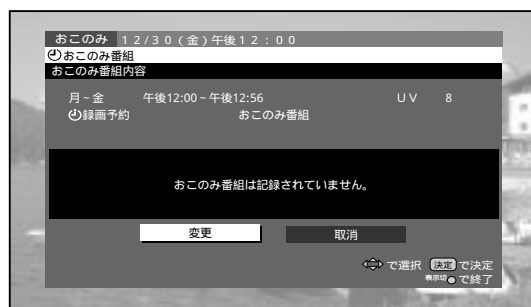 おこのみ 12/30(金)午後12:00
おこのみ番組
おこのみ番組内容
月~金 午後12:00~午後12:56 UV 8
録画予約 おこのみ番組
おこのみ番組は記録されていません。
変更 取消
で選択 決定 で決定
表示切 で終了